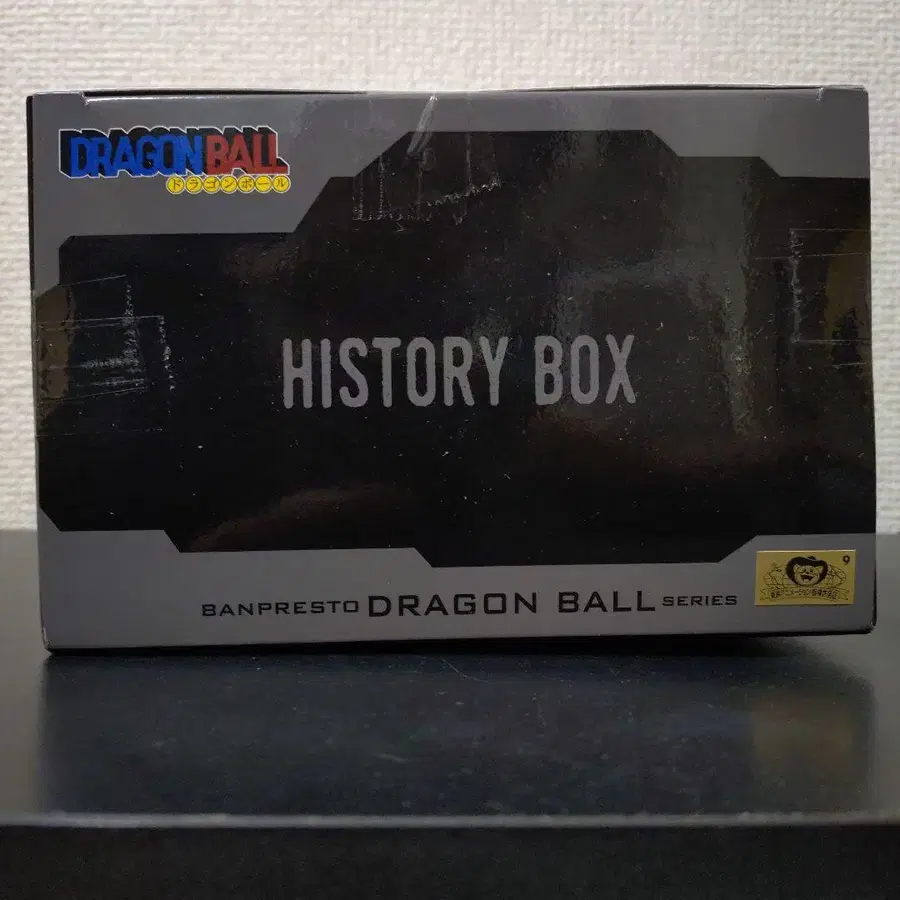 DRAGON BALL
ドラゴンボール
HISTORY BOX
BANPRESTO DRAGON BALL SERIES
9